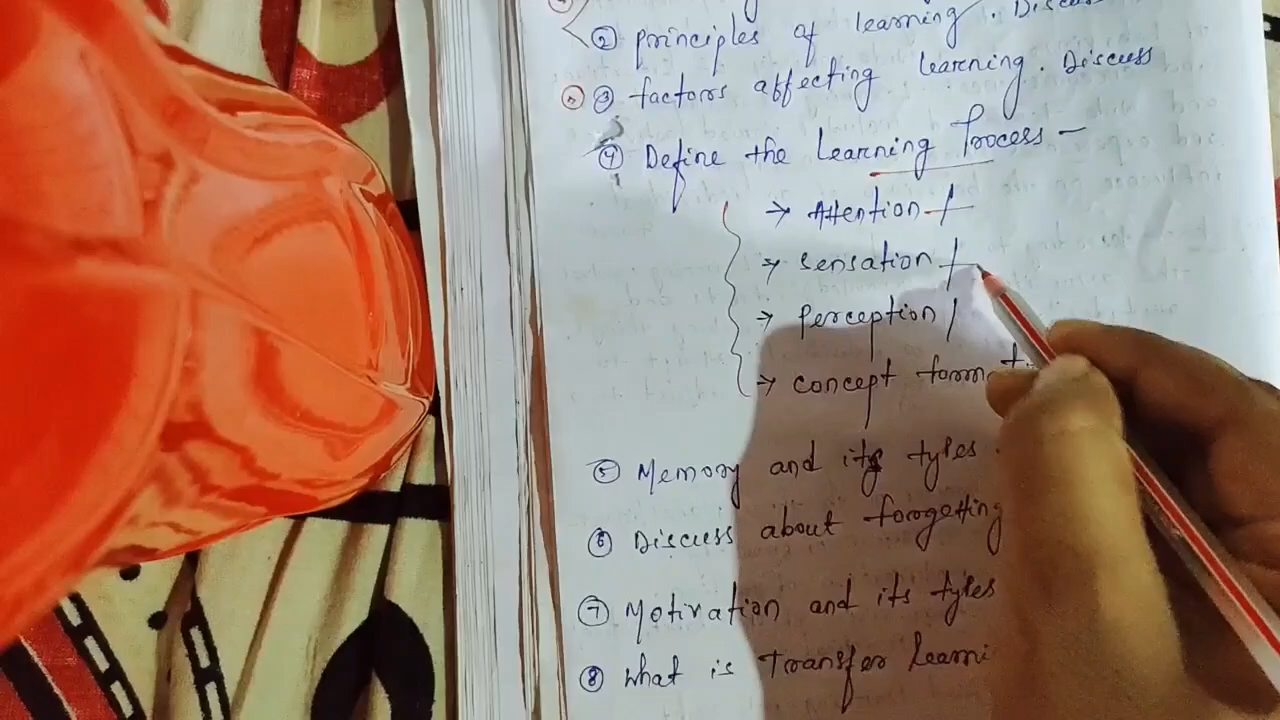 ② principles of learning. Discuss
③ factors affecting learning. Discuss
④ Define the Learning Process -
→ Attention
→ sensation
→ perception
→ concept
⑤ Memory and its types.
⑥ Discuss about forgetting
⑦ Motivation and its types
⑧ What is Transfer Learni